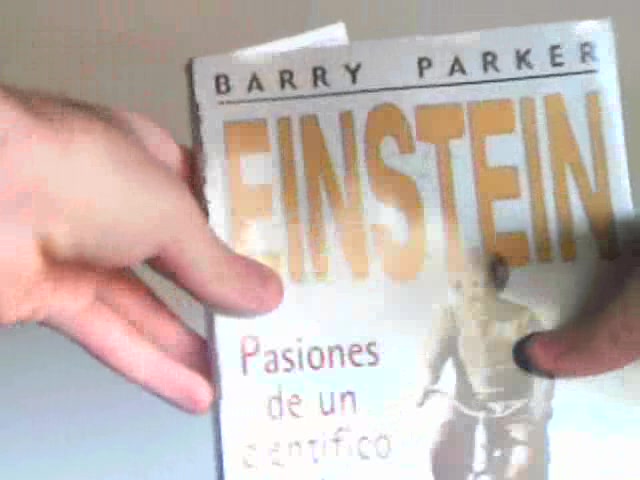 BARRY PARKER
EINSTEIN
Pasiones
de un
científico